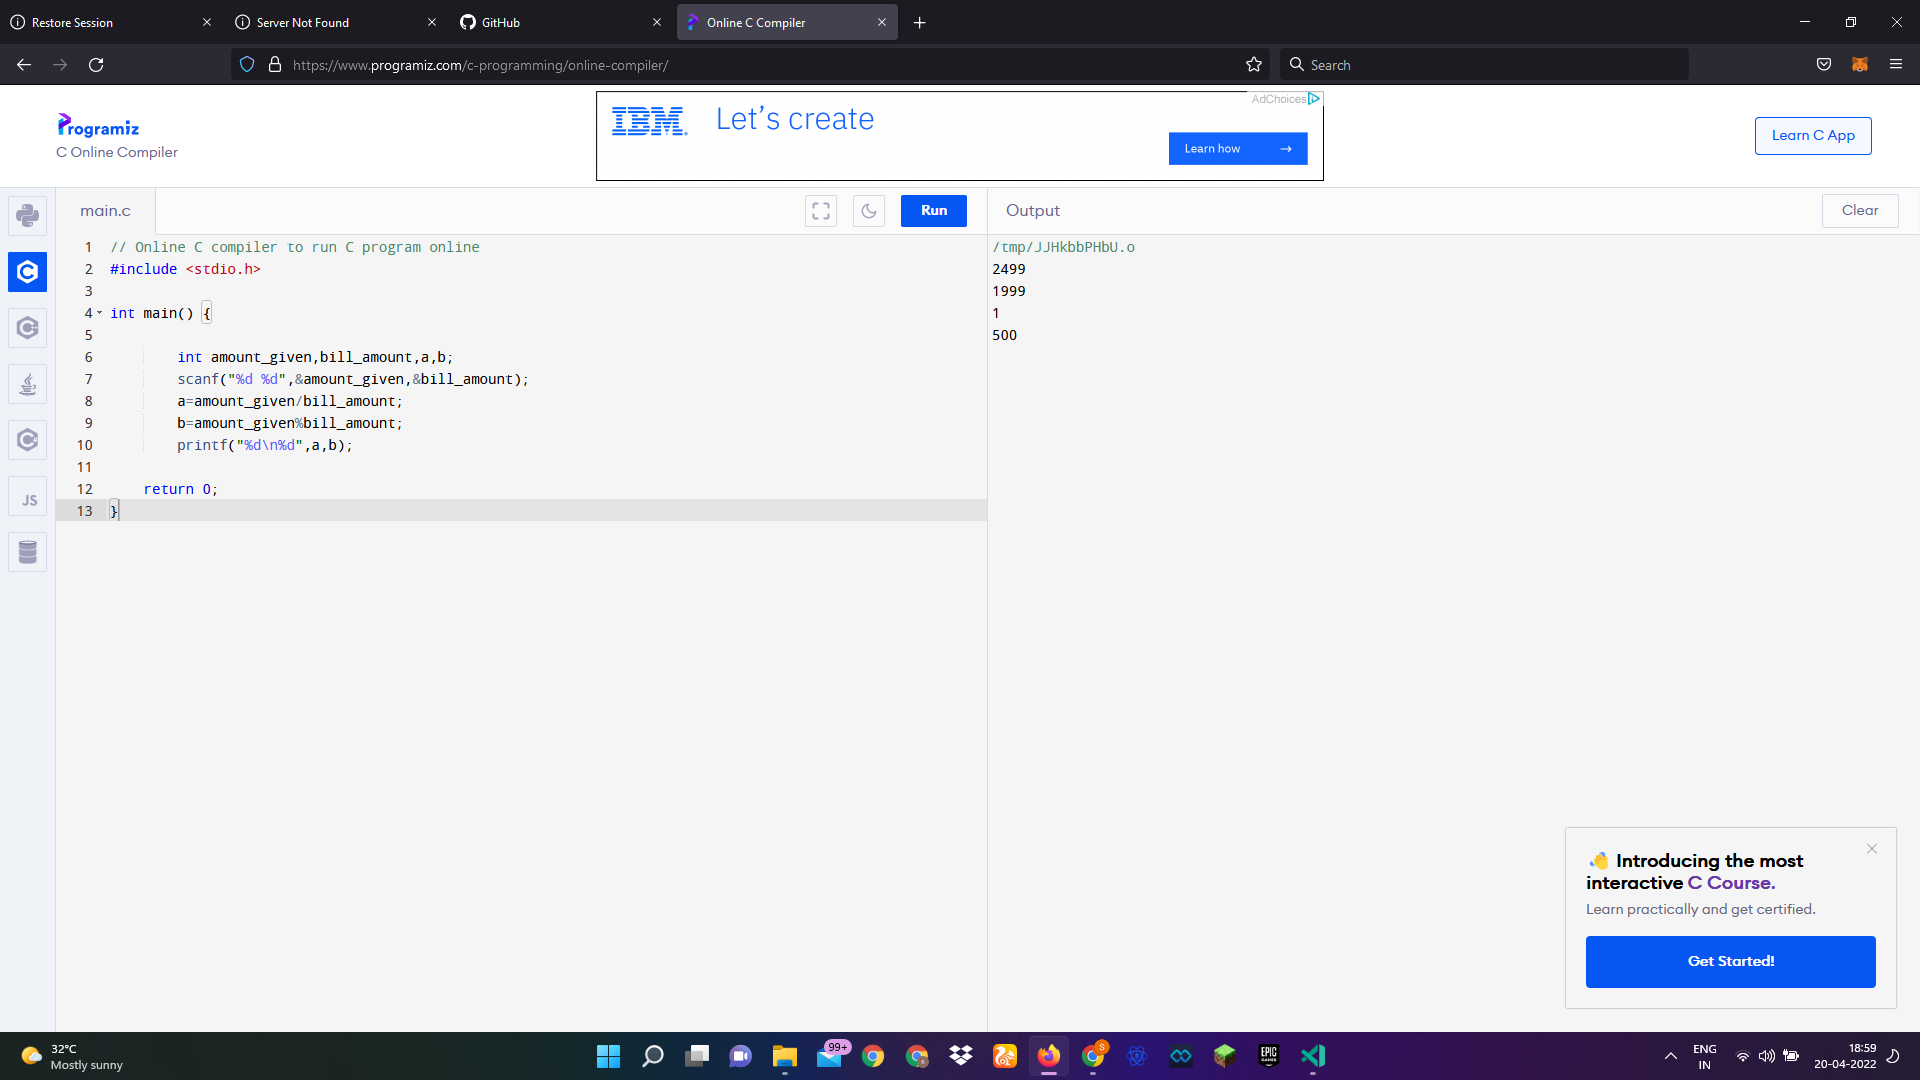 Restore Session
Server Not Found
GitHub
Online C Compiler
https://www.programiz.com/c-programming/online-compiler/
Search
Programiz
C Online Compiler
IBM
Let's create
AdChoices
Learn how →
Learn C App
main.c
Run
Output
Clear
1 // Online C compiler to run C program online
2 #include <stdio.h>
3
4 int main() {
5
6 int amount_given,bill_amount,a,b;
7 scanf("%d %d",&amount_given,&bill_amount);
8 a=amount_given/bill_amount;
9 b=amount_given%bill_amount;
10 printf("%d\n%d",a,b);
11
12 return 0;
13 }
JS
/tmp/JJHkbbPHbU.o
2499
1999
1
500
👋 Introducing the most
interactive C Course.
Learn practically and get certified.
Get Started!
32°C
Mostly sunny
99+
S
EPIC
GAMES
ENG
IN
18:59
20-04-2022